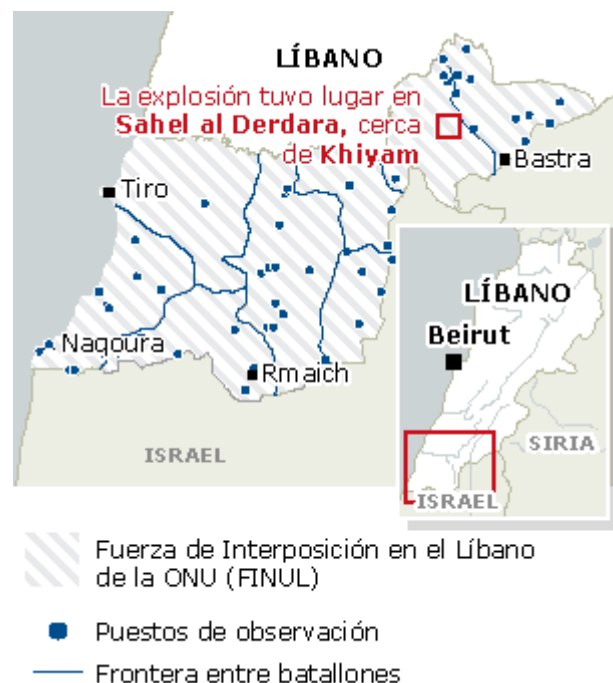 LÍBANO
La explosión tuvo lugar en
Sahel al Derdara, cerca
de Khiyam
Bastra
Tiro
Naqoura
Rmaich
ISRAEL
LÍBANO
Beirut
SIRIA
ISRAEL
Fuerza de Interposición en el Líbano
de la ONU (FINUL)
Puestos de observación
Frontera entre batallones